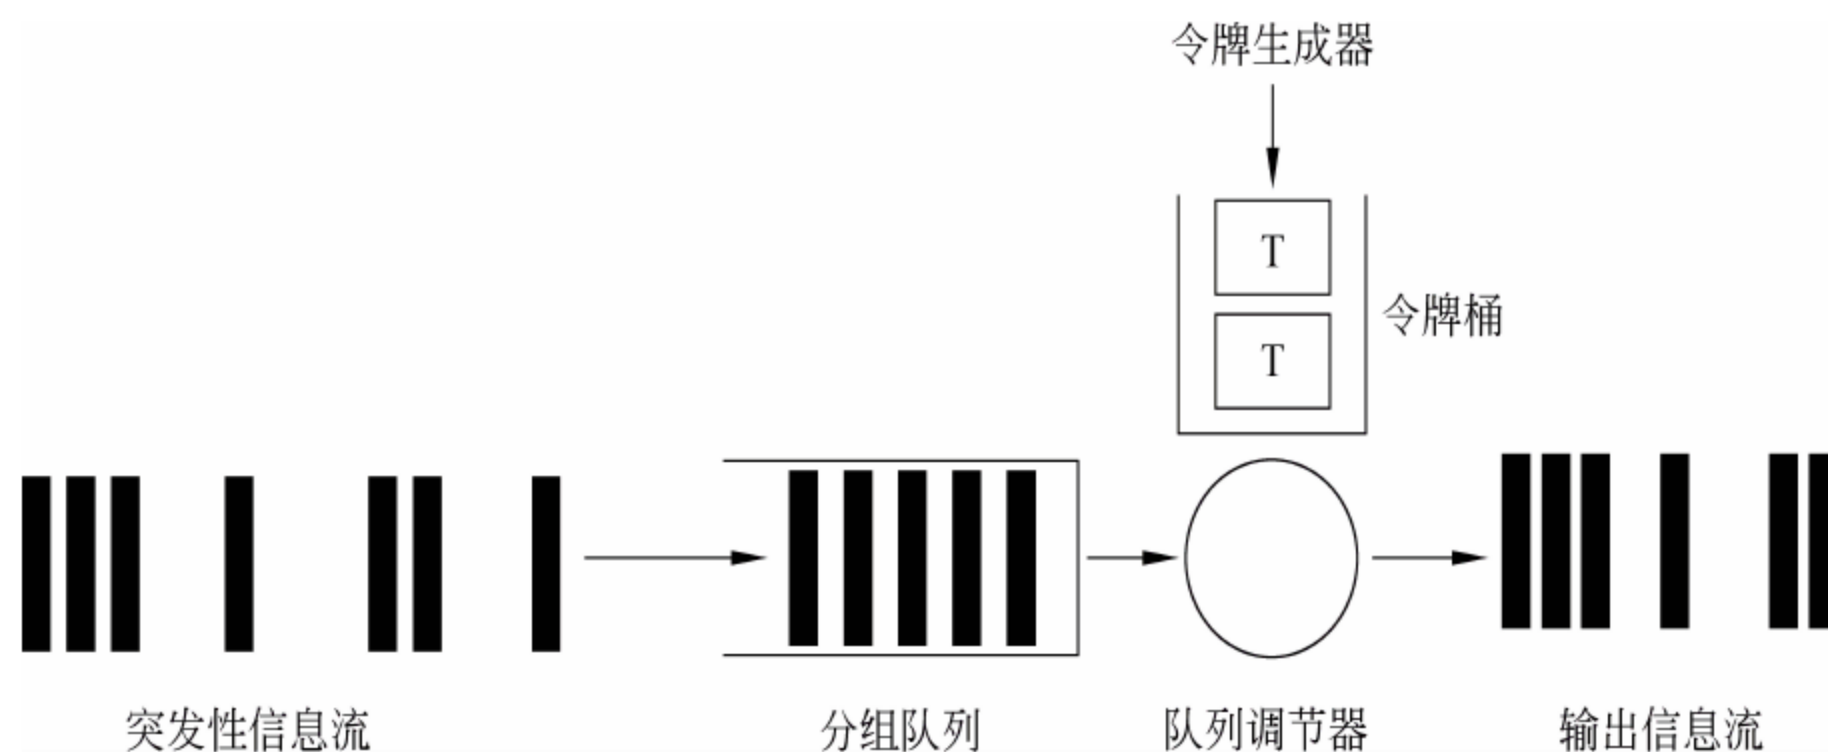 令牌生成器
T
T
令牌桶
突发性信息流
分组队列
队列调节器
输出信息流